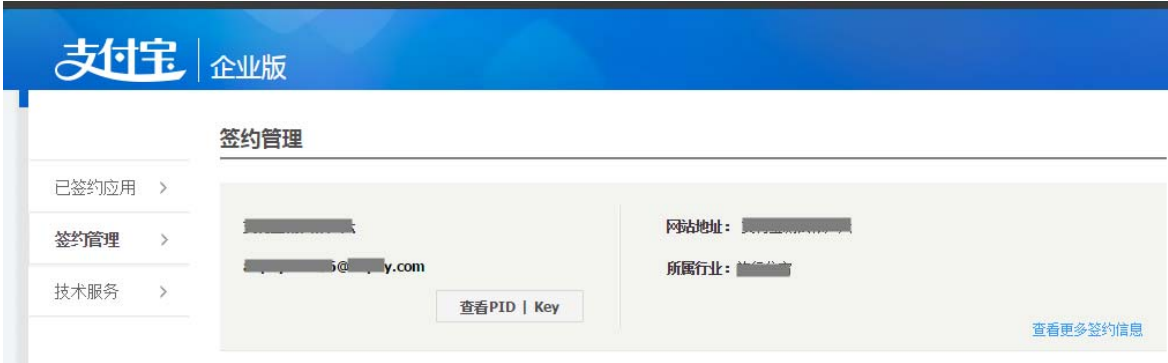 支付宝 企业版
签约管理
已签约应用
签约管理
技术服务
网站地址：
所属行业：
y.com
查看PID | Key
查看更多签约信息